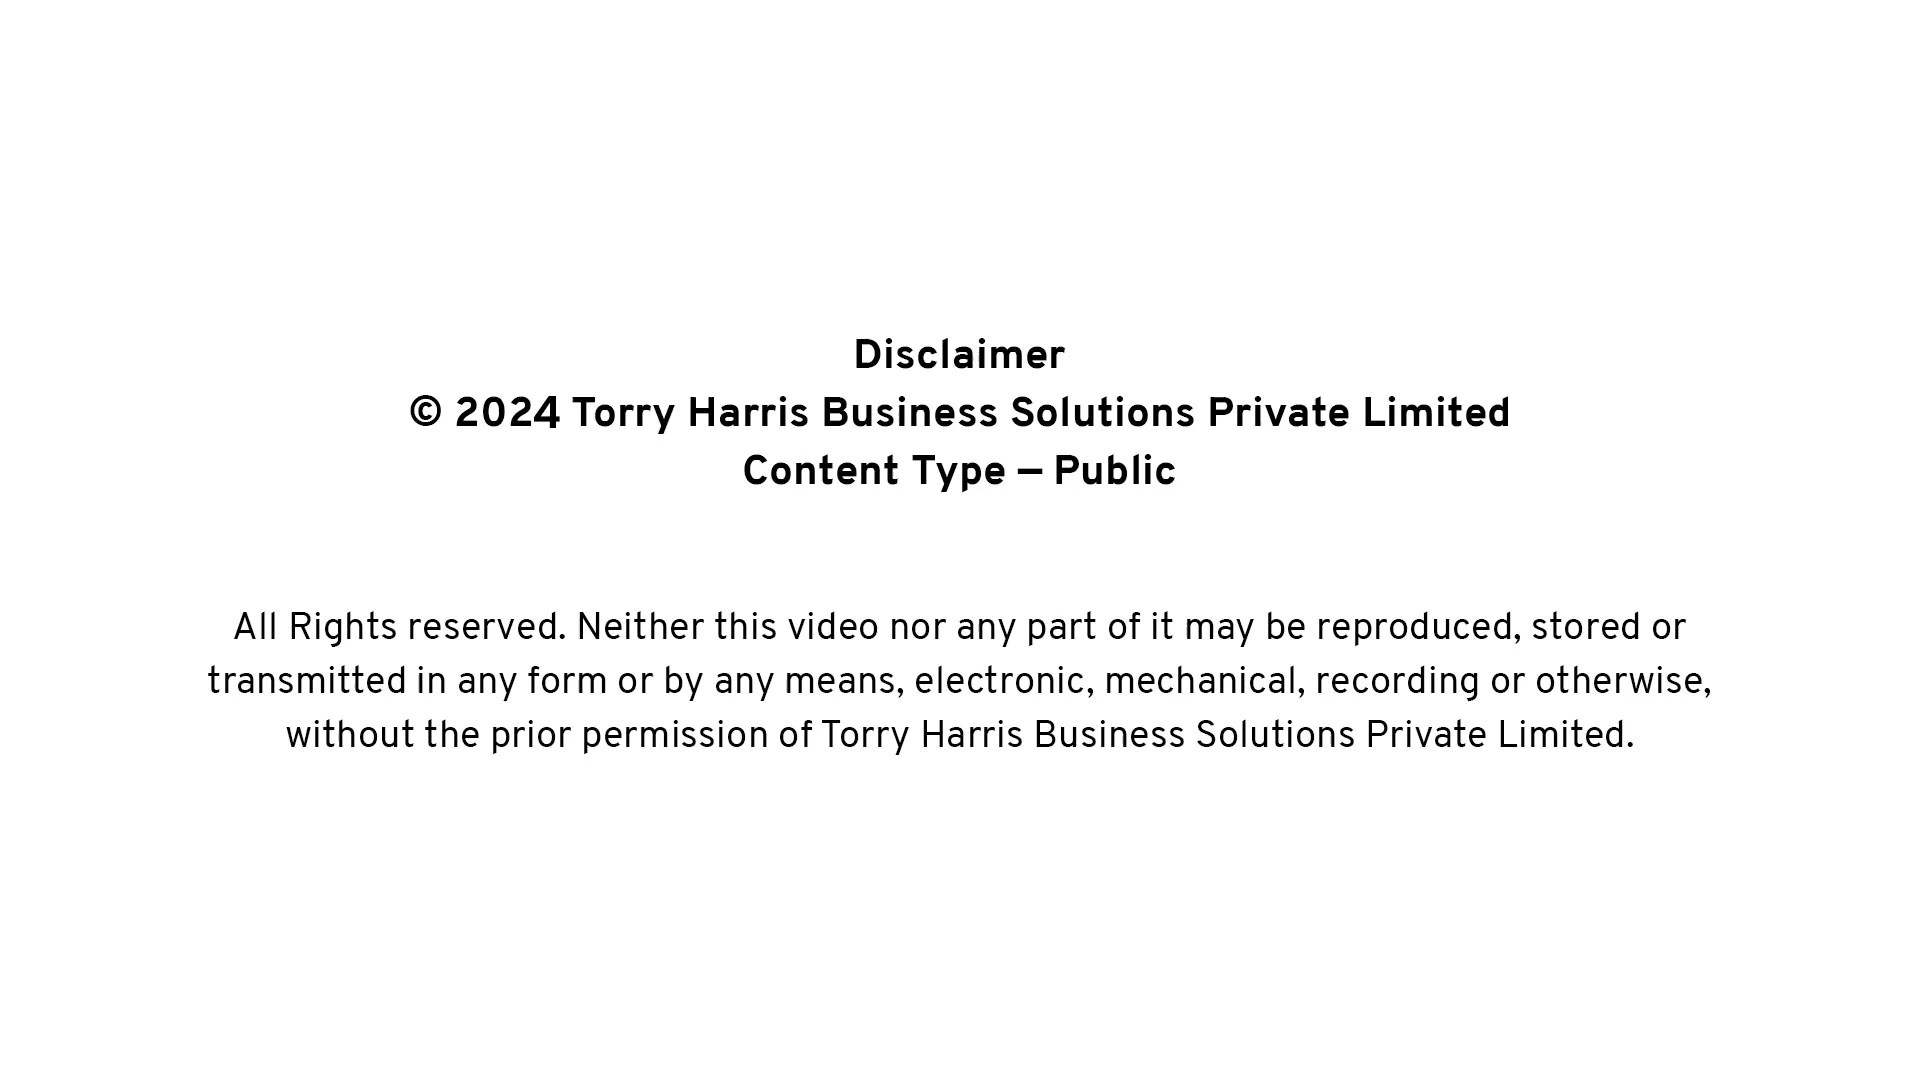 Disclaimer
© 2024 Torry Harris Business Solutions Private Limited
Content Type – Public
All Rights reserved. Neither this video nor any part of it may be reproduced, stored or
transmitted in any form or by any means, electronic, mechanical, recording or otherwise,
without the prior permission of Torry Harris Business Solutions Private Limited.